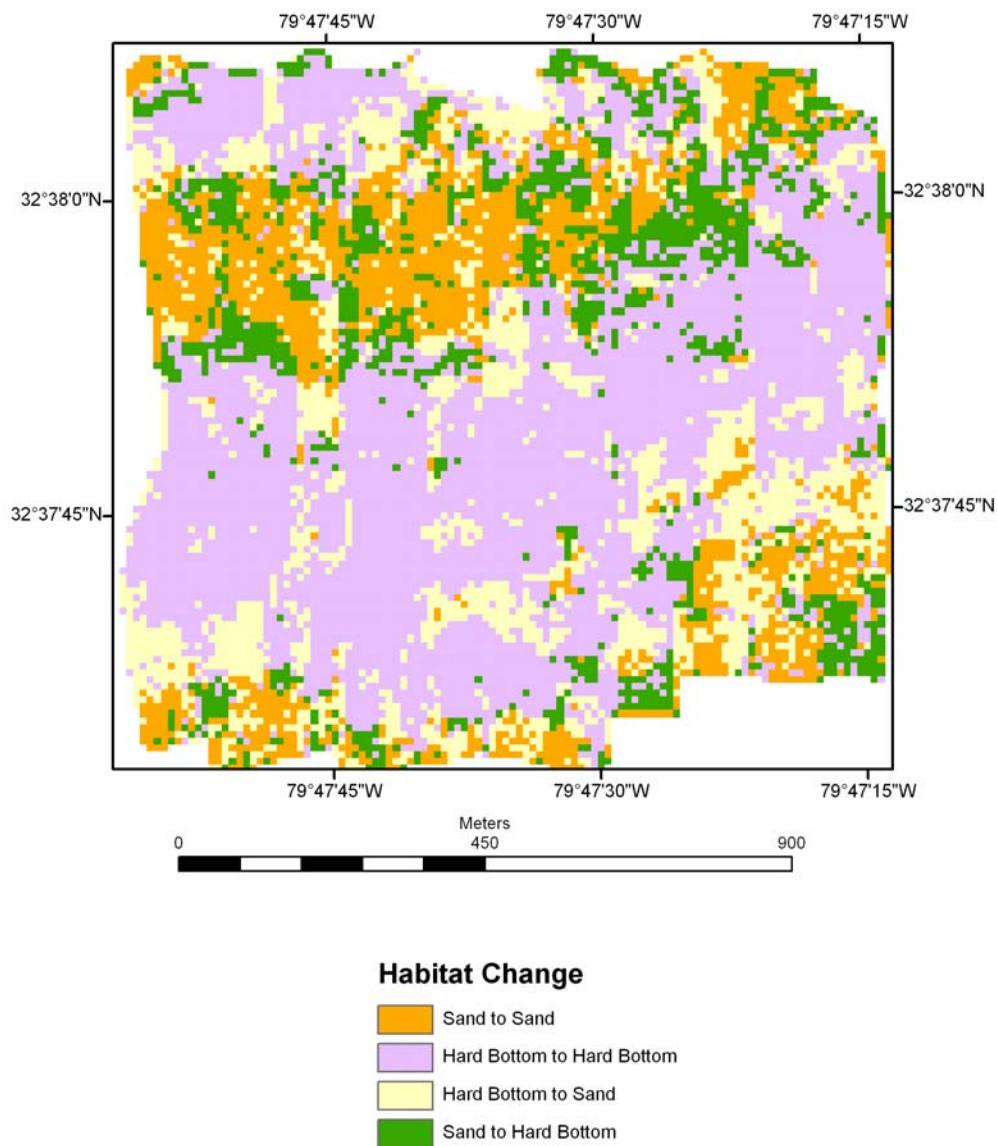 79°47'45"W 79°47'30"W 79°47'15"W
32°38'0"N 32°38'0"N
32°37'45"N 32°37'45"N
79°47'45"W 79°47'30"W 79°47'15"W
Meters
0 450 900
Habitat Change
Sand to Sand
Hard Bottom to Hard Bottom
Hard Bottom to Sand
Sand to Hard Bottom